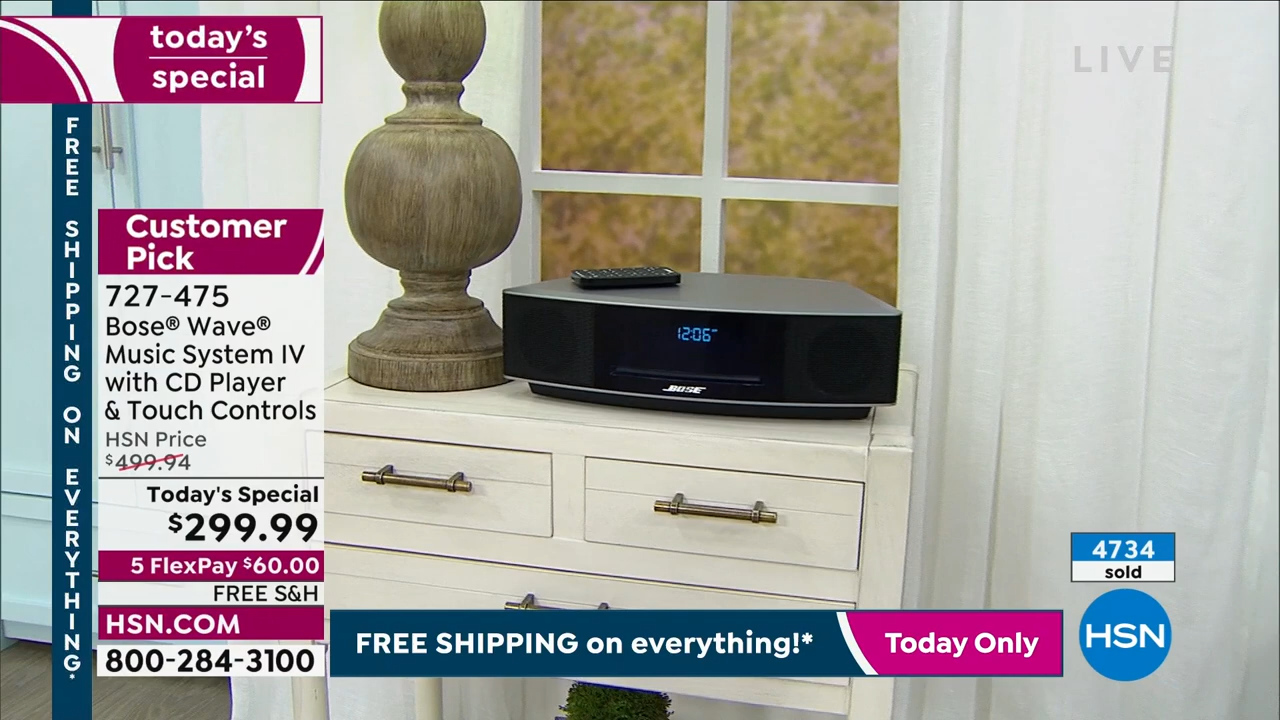 today's
special
LIVE
FREE SHIPPING ON EVERYTHING!*
Customer
Pick
727-475
Bose® Wave®
Music System IV
with CD Player
& Touch Controls
HSN Price
$499.94
Today's Special
$299.99
5 FlexPay $60.00
FREE S&H
HSN.COM
800-284-3100
12:06
BOSE
4734
sold
HSN
FREE SHIPPING on everything!*
Today Only